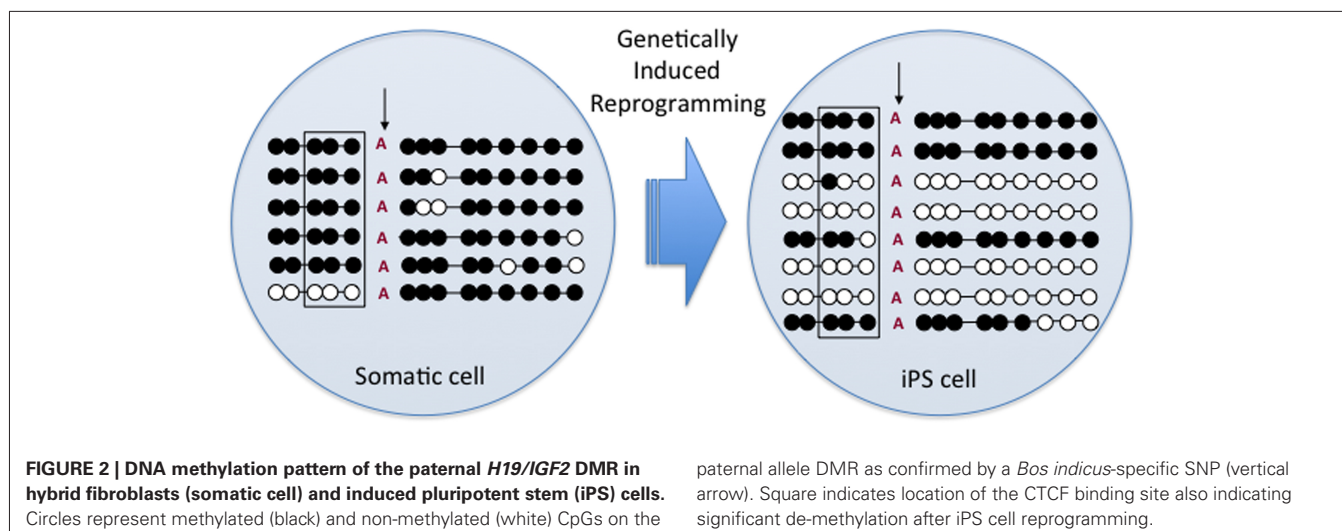 Genetically
Induced
Reprogramming
A
A
A
A
A
A
Somatic cell
A
A
A
A
A
A
A
A
iPS cell
FIGURE 2 | DNA methylation pattern of the paternal H19/IGF2 DMR in
hybrid fibroblasts (somatic cell) and induced pluripotent stem (iPS) cells.
Circles represent methylated (black) and non-methylated (white) CpGs on the
paternal allele DMR as confirmed by a Bos indicus-specific SNP (vertical
arrow). Square indicates location of the CTCF binding site also indicating
significant de-methylation after iPS cell reprogramming.